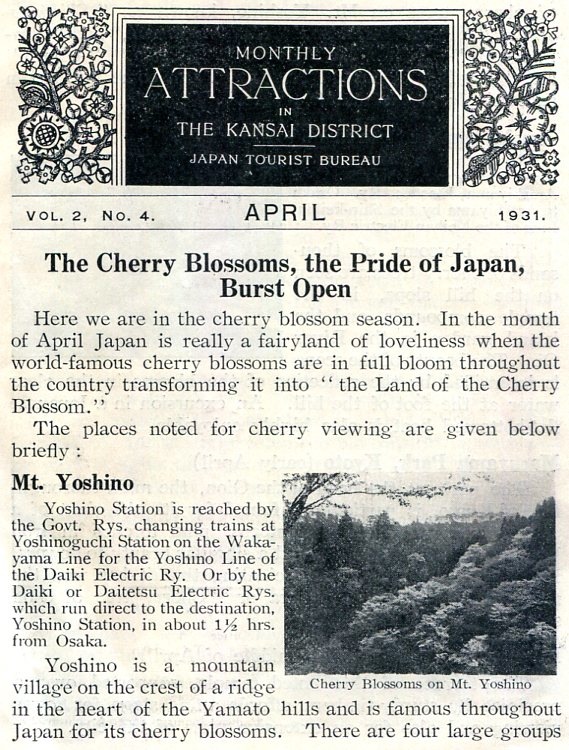 MONTHLY
ATTRACTIONS
IN
THE KANSAI DISTRICT
JAPAN TOURIST BUREAU
VOL. 2, NO. 4.
APRIL
1931.
The Cherry Blossoms, the Pride of Japan,
Burst Open
Here we are in the cherry blossom season. In the month
of April Japan is really a fairyland of loveliness when the
world-famous cherry blossoms are in full bloom throughout
the country transforming it into “the Land of the Cherry
Blossom.”
The places noted for cherry viewing are given below
briefly :
Mt. Yoshino
Yoshino Station is reached by
the Govt. Rys. changing trains at
Yoshinoguchi Station on the Waka-
yama Line for the Yoshino Line of
the Daiki Electric Ry. Or by the
Daiki or Daitetsu Electric Rys.
which run direct to the destination,
Yoshino Station, in about 1½ hrs.
from Osaka.
Yoshino is a mountain
village on the crest of a ridge
Cherry Blossoms on Mt. Yoshino
in the heart of the Yamato hills and is famous throughout
Japan for its cherry blossoms. There are four large groups